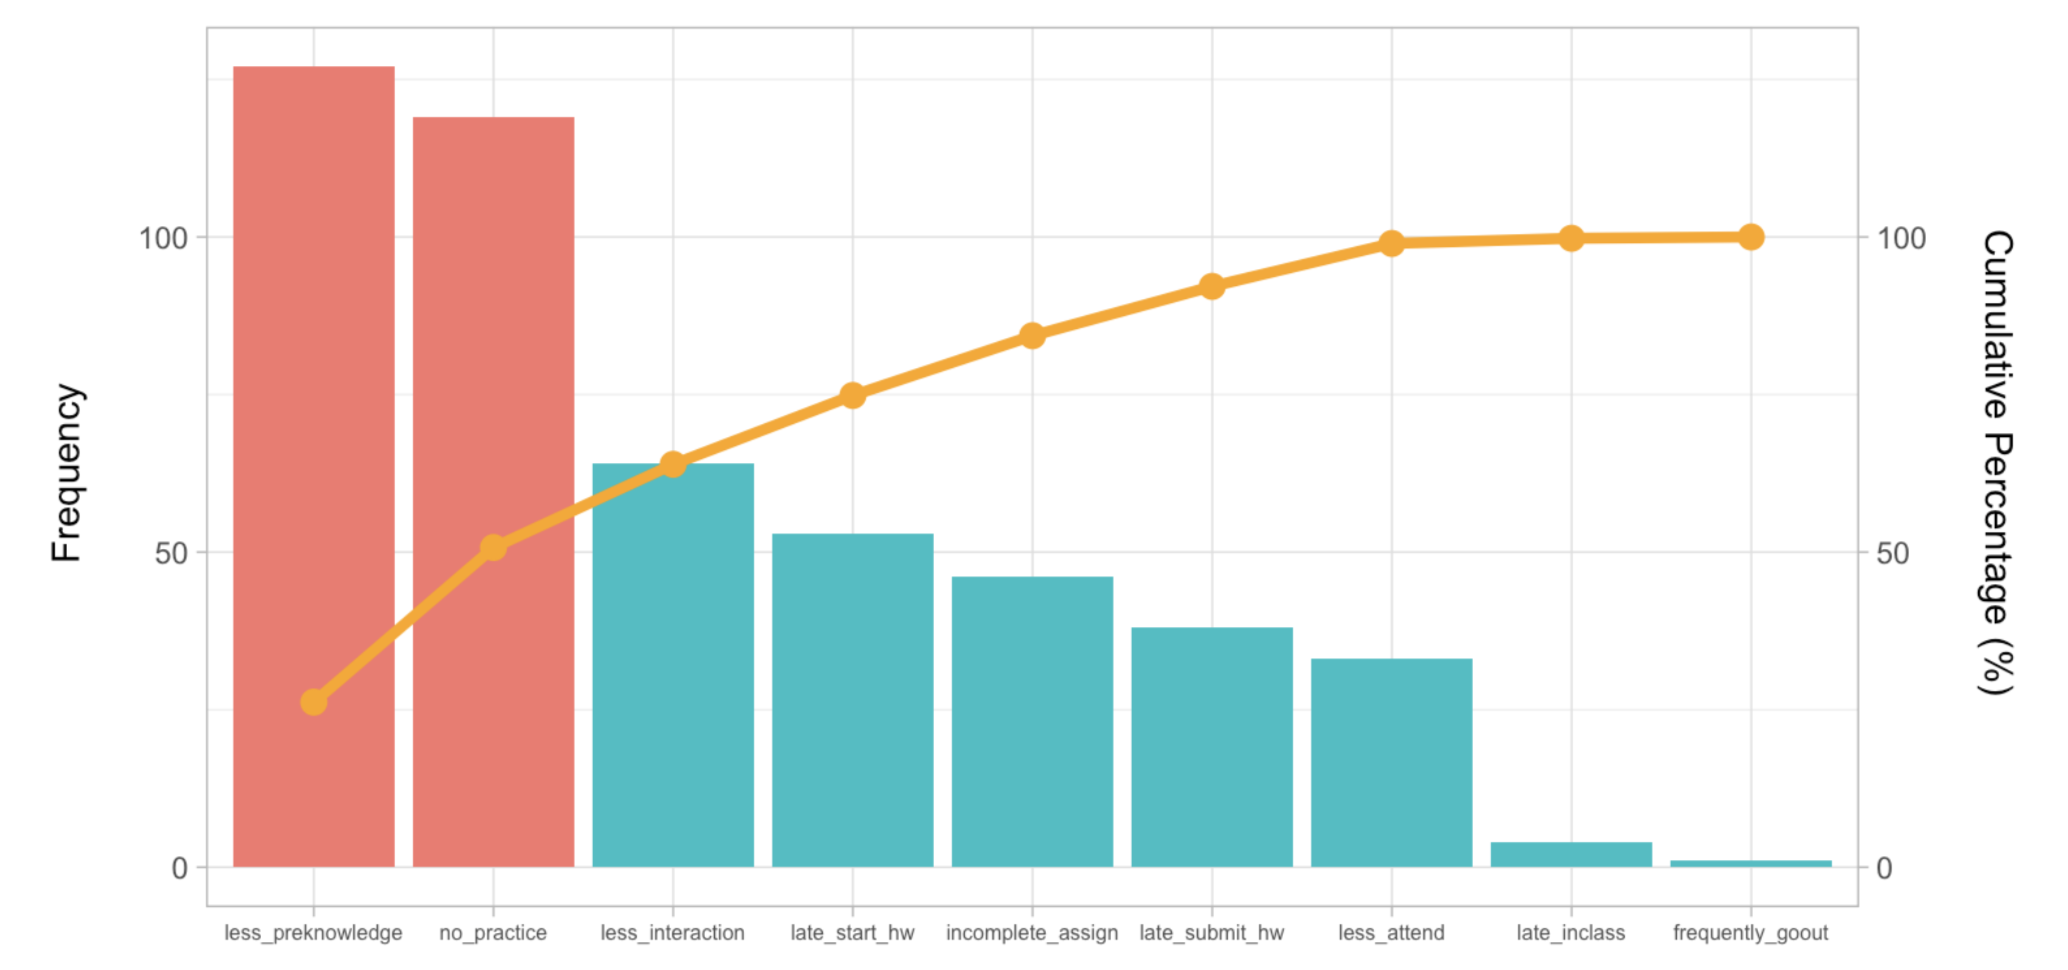 Frequency
100
50
0
100
50
0
Cumulative Percentage (%)
less_preknowledge
no_practice
less_interaction
late_start_hw
incomplete_assign
late_submit_hw
less_attend
late_inclass
frequently_goout